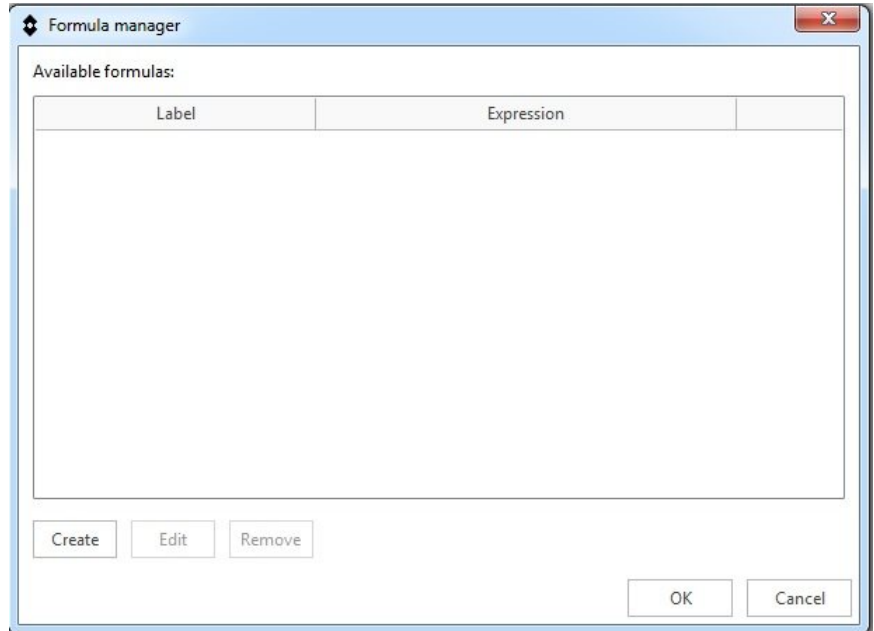 Formula manager
Available formulas:
Label Expression
Create Edit Remove
OK Cancel